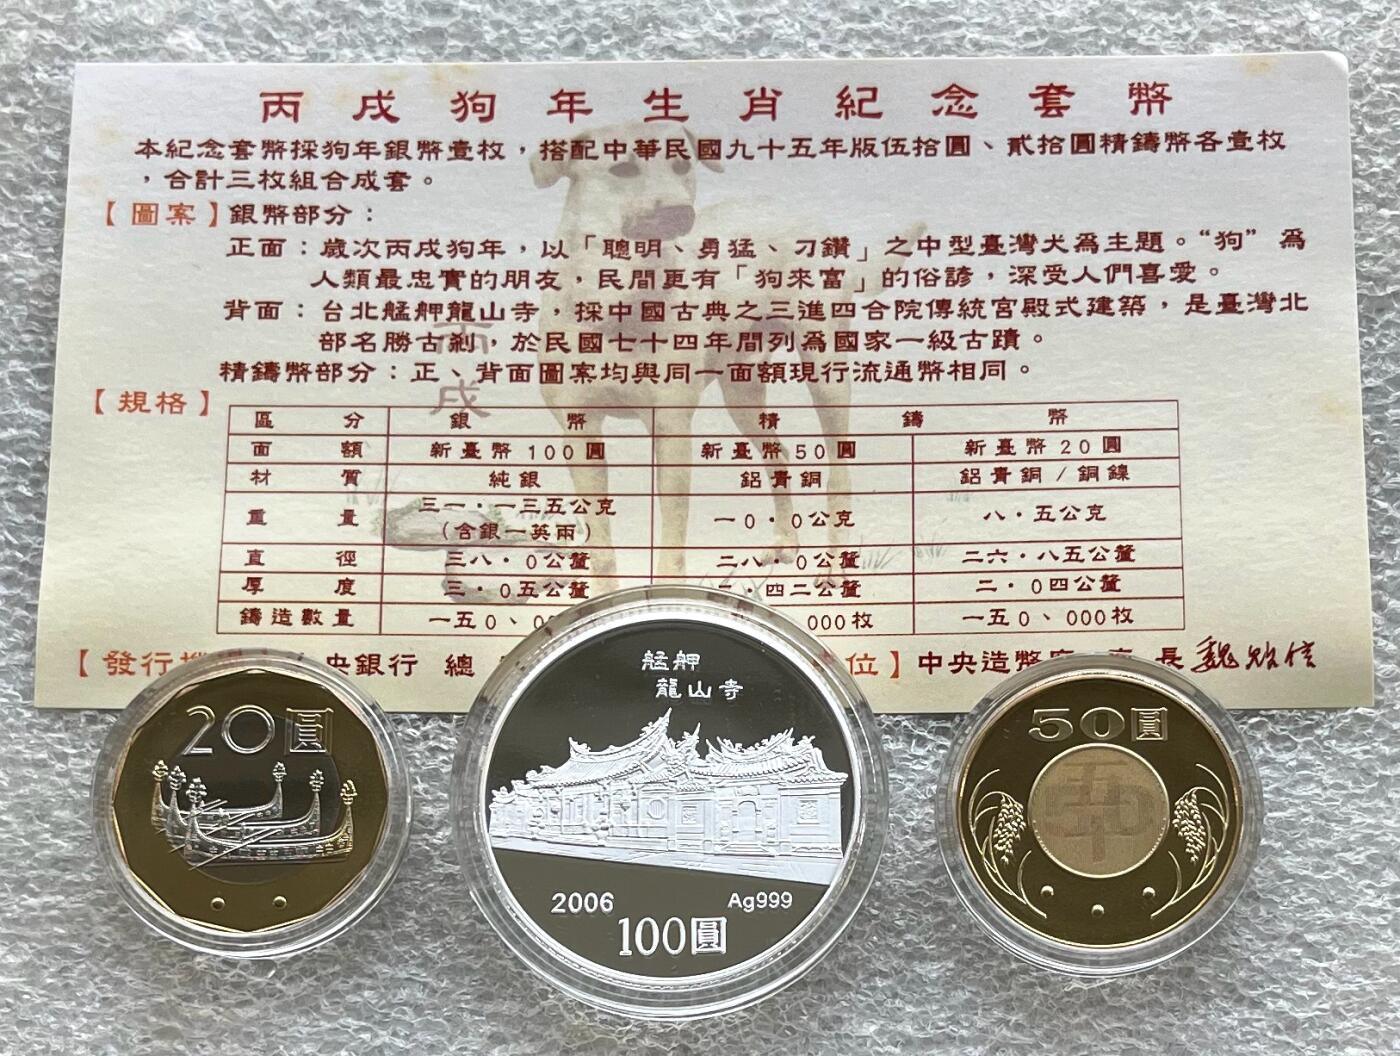 丙戌狗年生肖紀念套幣
本紀念套幣採狗年銀幣壹枚，搭配中華民國九十五年版伍拾圓、貳拾圓精鑄幣各壹枚
，合計三枚組合成套。
【圖案】銀幣部分：
正面：歲次丙戌狗年，以「聰明、勇猛、刁鑽」之中型臺灣犬為主題。“狗”為
人類最忠實的朋友，民間更有「狗來富」的俗諺，深受人們喜愛。
背面：台北艋舺龍山寺，採中國古典之三進四合院傳統宮殿式建築，是臺灣北
部名勝古剎，於民國七十四年間列為國家一級古蹟。
精鑄幣部分：正、背面圖案均與同一面額現行流通幣相同。
丙戌
【規格】
區分 銀幣 精鑄幣
面額 新臺幣100圓 新臺幣50圓 新臺幣20圓
材質 純銀 鋁青銅 鋁青銅/銅鎳
重量 三一·一三五公克 一0·0公克 八·五公克
(含銀一英兩)
直徑 三八·0公釐 二八·0公釐 二六·八五公釐
厚度 三·0五公釐 ·四二公釐 二·0四公釐
鑄造數量 一五0、0 000枚 一五0、000枚
【發行 央銀行 總 位】中央造幣 長 魏
20圓
艋舺
龍山寺
2006 Ag999
100圓
50圓
五
50
十